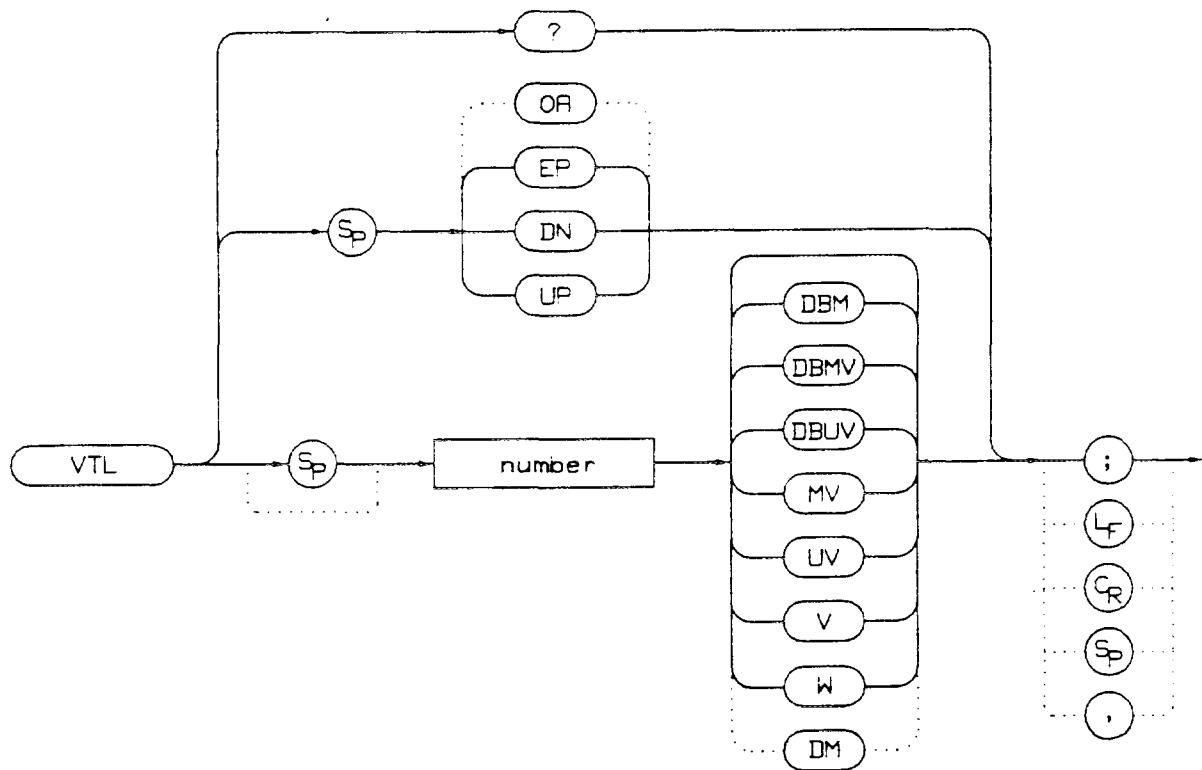 ?
OA
EP
SP
DN
UP
DBM
DBMV
DBUV
VTL
SP
number
;
MV
LF
UV
CR
V
SP
W
,
DM